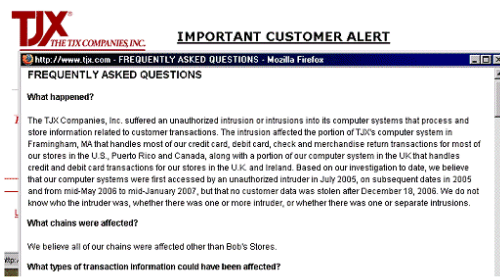 TJX
THE TJX COMPANIES, INC.
IMPORTANT CUSTOMER ALERT
http://www.tjx.com - FREQUENTLY ASKED QUESTIONS - Mozilla Firefox
FREQUENTLY ASKED QUESTIONS
What happened?
The TJX Companies, Inc. suffered an unauthorized intrusion or intrusions into its computer systems that process and
store information related to customer transactions. The intrusion affected the portion of TJX's computer system in
Framingham, MA that handles most of our credit card, debit card, check and merchandise return transactions for most of
our stores in the U.S., Puerto Rico and Canada, along with a portion of our computer system in the UK that handles
credit and debit card transactions for our stores in the U.K. and Ireland. Based on our investigation to date, we believe
that our computer systems were first accessed by an unauthorized intruder in July 2005, on subsequent dates in 2005
and from mid-May 2006 to mid-January 2007, but that no customer data was stolen after December 18, 2006. We do not
know who the intruder was, whether there was one or more intruder, or whether there was one or separate intrusions.
What chains were affected?
We believe all of our chains were affected other than Bob's Stores.
http:/
What types of transaction information could have been affected?